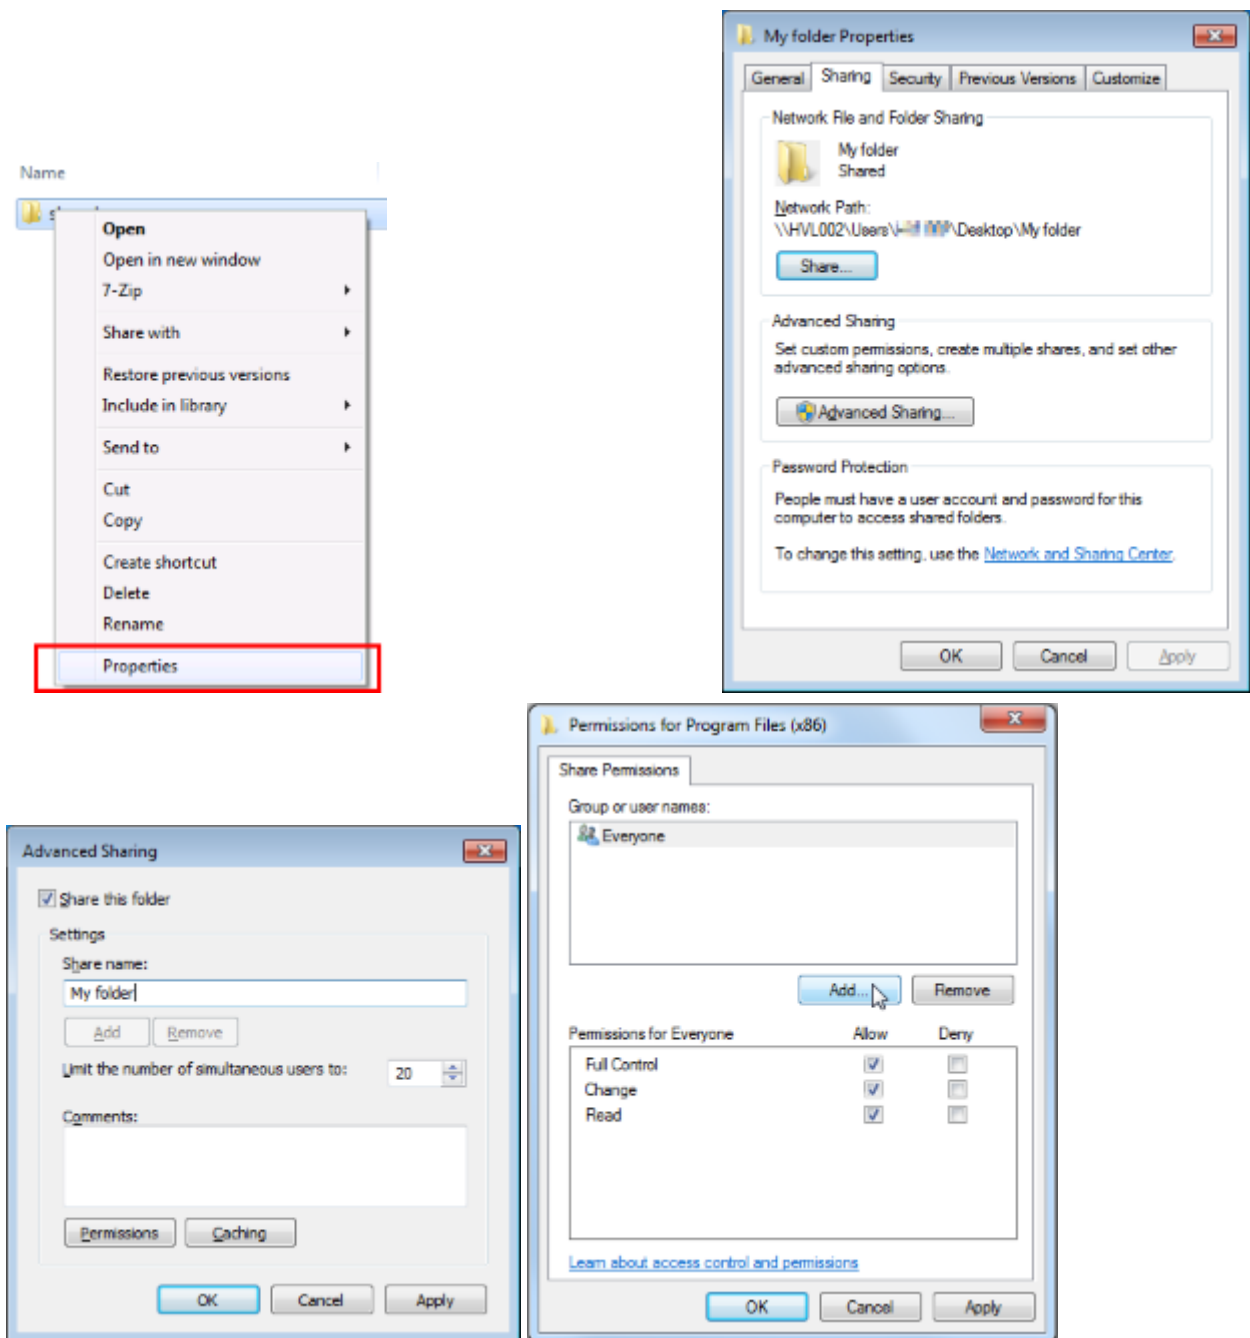 Name
Open
Open in new window
7-Zip
Share with
Restore previous versions
Include in library
Send to
Cut
Copy
Create shortcut
Delete
Rename
Properties
My folder Properties
General Sharing Security Previous Versions Customize
Network File and Folder Sharing
My folder
Shared
Network Path:
\\HVL002\Users\ \Desktop\My folder
Share...
Advanced Sharing
Set custom permissions, create multiple shares, and set other
advanced sharing options.
Advanced Sharing...
Password Protection
People must have a user account and password for this
computer to access shared folders.
To change this setting, use the Network and Sharing Center.
OK Cancel Apply
Advanced Sharing
Share this folder
Settings
Share name:
My folder
Add Remove
Limit the number of simultaneous users to: 20
Comments:
Permissions Caching
OK Cancel Apply
Permissions for Program Files (x86)
Share Permissions
Group or user names:
Everyone
Add... Remove
Permissions for Everyone Allow Deny
Full Control
Change
Read
Learn about access control and permissions
OK Cancel Apply